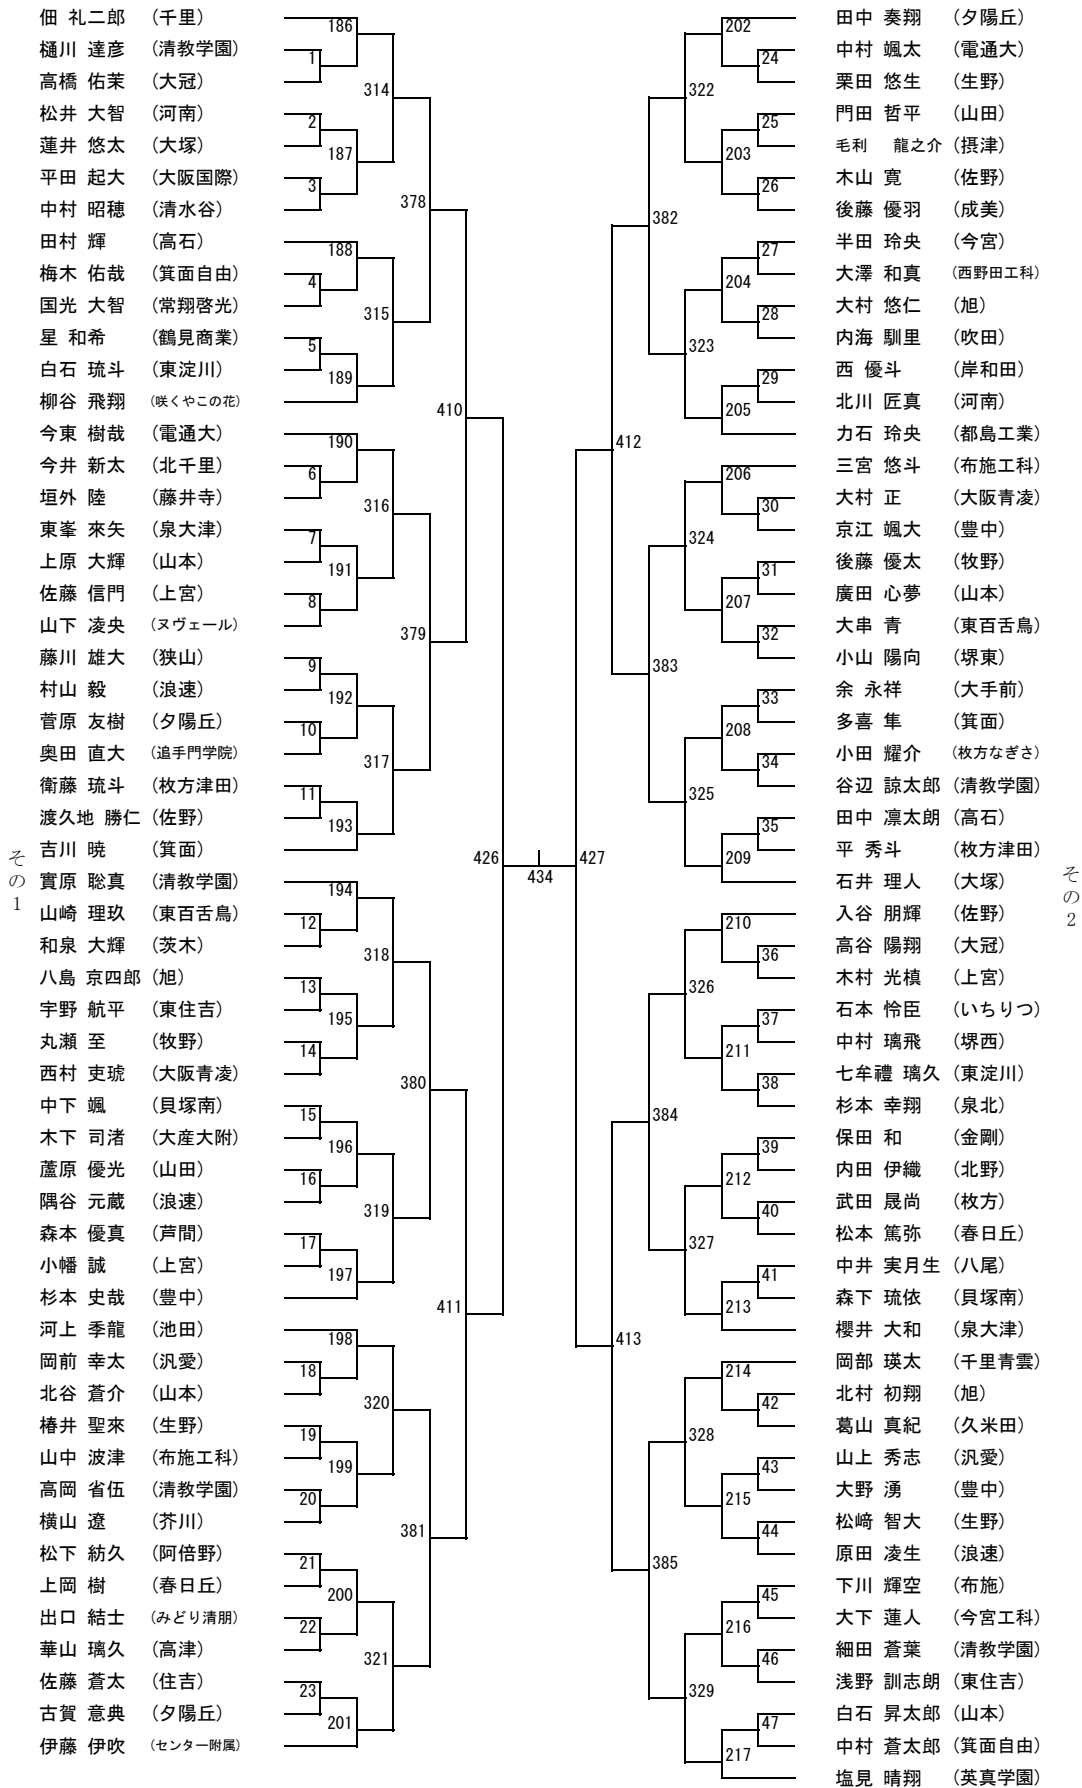 その1
佃 礼二郎 (千里)
樋川 達彦 (清教学園)
高橋 佑茉 (大冠)
松井 大智 (河南)
蓮井 悠太 (大塚)
平田 起大 (大阪国際)
中村 昭穂 (清水谷)
田村 輝 (高石)
梅木 佑哉 (箕面自由)
国光 大智 (常翔啓光)
星 和希 (鶴見商業)
白石 琉斗 (東淀川)
柳谷 飛翔 (咲くやこの花)
今東 樹哉 (電通大)
今井 新太 (北千里)
垣外 陸 (藤井寺)
東峯 來矢 (泉大津)
上原 大輝 (山本)
佐藤 信門 (上宮)
山下 凌央 (ヌヴェール)
藤川 雄大 (狭山)
村山 毅 (浪速)
菅原 友樹 (夕陽丘)
奥田 直大 (追手門学院)
衛藤 琉斗 (枚方津田)
渡久地 勝仁 (佐野)
吉川 暁 (箕面)
實原 聡真 (清教学園)
山崎 理玖 (東百舌鳥)
和泉 大輝 (茨木)
八島 京四郎 (旭)
宇野 航平 (東住吉)
丸瀬 至 (牧野)
西村 吏琥 (大阪青凌)
中下 颯 (貝塚南)
木下 司渚 (大産大附)
蘆原 優光 (山田)
隅谷 元蔵 (浪速)
森本 優真 (芦間)
小幡 誠 (上宮)
杉本 史哉 (豊中)
河上 季龍 (池田)
岡前 幸太 (汎愛)
北谷 蒼介 (山本)
椿井 聖來 (生野)
山中 波津 (布施工科)
高岡 省伍 (清教学園)
横山 遼 (芥川)
松下 紡久 (阿倍野)
上岡 樹 (春日丘)
出口 結士 (みどり清朋)
華山 璃久 (高津)
佐藤 蒼太 (住吉)
古賀 意典 (夕陽丘)
伊藤 伊吹 (センター附属)
1
2
3
4
5
6
7
8
9
10
11
12
13
14
15
16
17
18
19
20
21
22
23
186
187
188
189
190
191
192
193
194
195
196
197
198
199
200
201
314
315
316
317
318
319
320
321
378
379
380
381
410
411
426
434
427
412
413
382
383
384
385
322
323
324
325
326
327
328
329
202
203
204
205
206
207
208
209
210
211
212
213
214
215
216
217
24
25
26
27
28
29
30
31
32
33
34
35
36
37
38
39
40
41
42
43
44
45
46
47
田中 奏翔 (夕陽丘)
中村 颯太 (電通大)
栗田 悠生 (生野)
門田 哲平 (山田)
毛利 龍之介 (摂津)
木山 寛 (佐野)
後藤 優羽 (成美)
半田 玲央 (今宮)
大澤 和真 (西野田工科)
大村 悠仁 (旭)
内海 馴里 (吹田)
西 優斗 (岸和田)
北川 匠真 (河南)
力石 玲央 (都島工業)
三宮 悠斗 (布施工科)
大村 正 (大阪青凌)
京江 颯大 (豊中)
後藤 優太 (牧野)
廣田 心夢 (山本)
大串 青 (東百舌鳥)
小山 陽向 (堺東)
余 永祥 (大手前)
多喜 隼 (箕面)
小田 耀介 (枚方なぎさ)
谷辺 諒太郎 (清教学園)
田中 凛太朗 (高石)
平 秀斗 (枚方津田)
石井 理人 (大塚)
入谷 朋輝 (佐野)
高谷 陽翔 (大冠)
木村 光槙 (上宮)
石本 怜臣 (いちりつ)
中村 璃飛 (堺西)
七牟禮 璃久 (東淀川)
杉本 幸翔 (泉北)
保田 和 (金剛)
内田 伊織 (北野)
武田 晟尚 (枚方)
松本 篤弥 (春日丘)
中井 実月生 (八尾)
森下 琉依 (貝塚南)
櫻井 大和 (泉大津)
岡部 瑛太 (千里青雲)
北村 初翔 (旭)
葛山 真紀 (久米田)
山上 秀志 (汎愛)
大野 湧 (豊中)
松﨑 智大 (生野)
原田 凌生 (浪速)
下川 輝空 (布施)
大下 蓮人 (今宮工科)
細田 蒼葉 (清教学園)
浅野 訓志朗 (東住吉)
白石 昇太郎 (山本)
中村 蒼太郎 (箕面自由)
塩見 晴翔 (英真学園)
その2